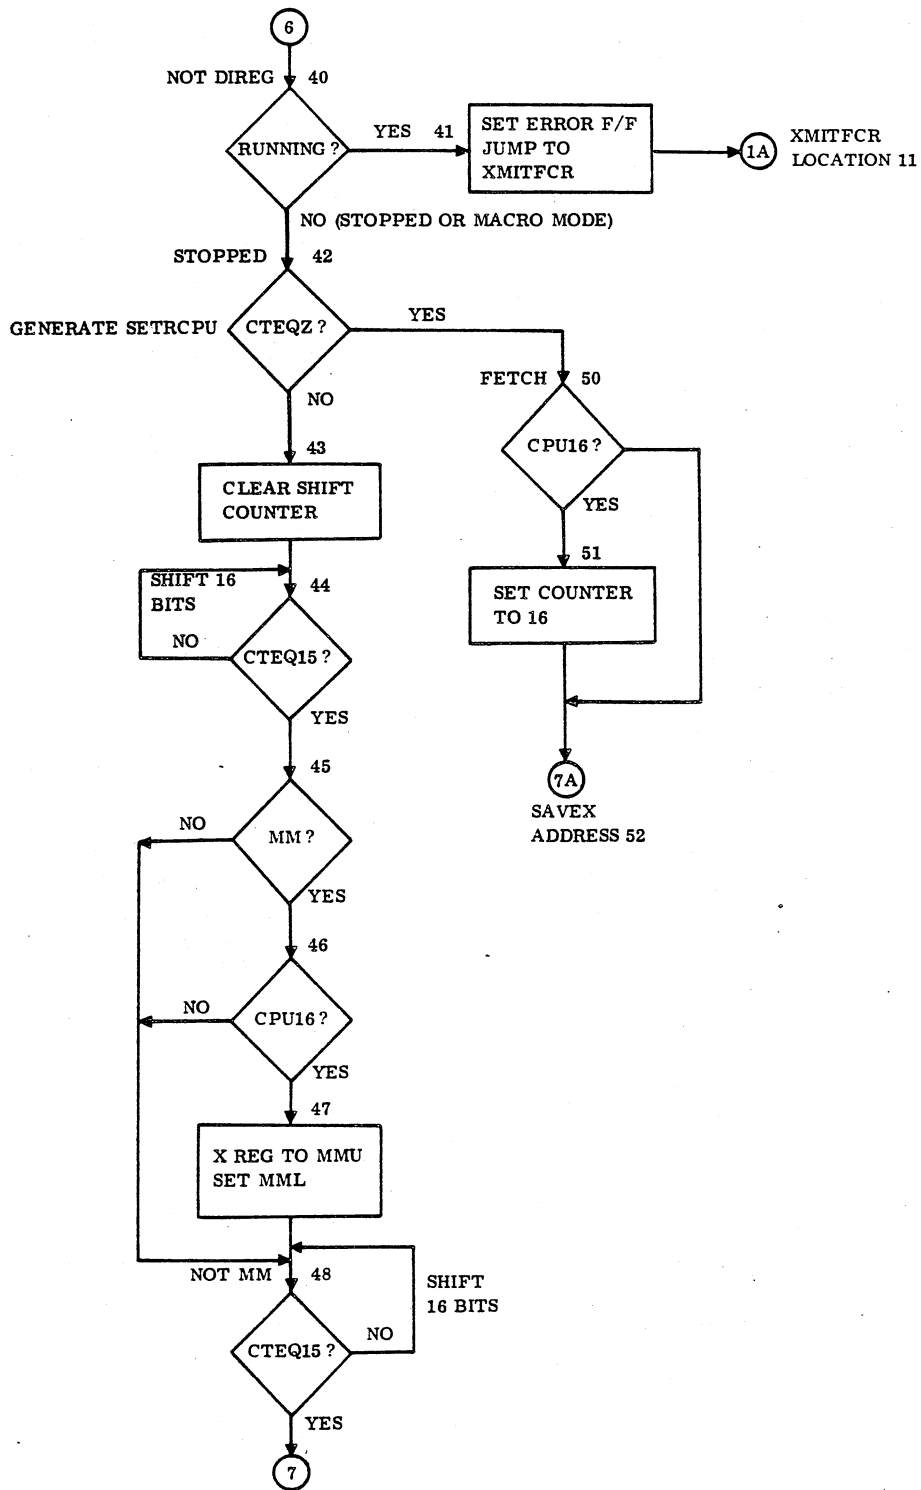 6
NOT DIREG 40
RUNNING ?
YES 41
SET ERROR F/F
JUMP TO
XMITFCR
1A
XMITFCR
LOCATION 11
NO (STOPPED OR MACRO MODE)
STOPPED 42
GENERATE SETRCPU
CTEQZ ?
YES
NO
FETCH 50
CPU16 ?
YES
51
SET COUNTER
TO 16
7A
SAVEX
ADDRESS 52
43
CLEAR SHIFT
COUNTER
SHIFT 16
BITS
44
NO
CTEQ15 ?
YES
45
NO
MM ?
YES
46
NO
CPU16 ?
YES
47
X REG TO MMU
SET MML
NOT MM 48
SHIFT
16 BITS
CTEQ15 ?
NO
YES
7